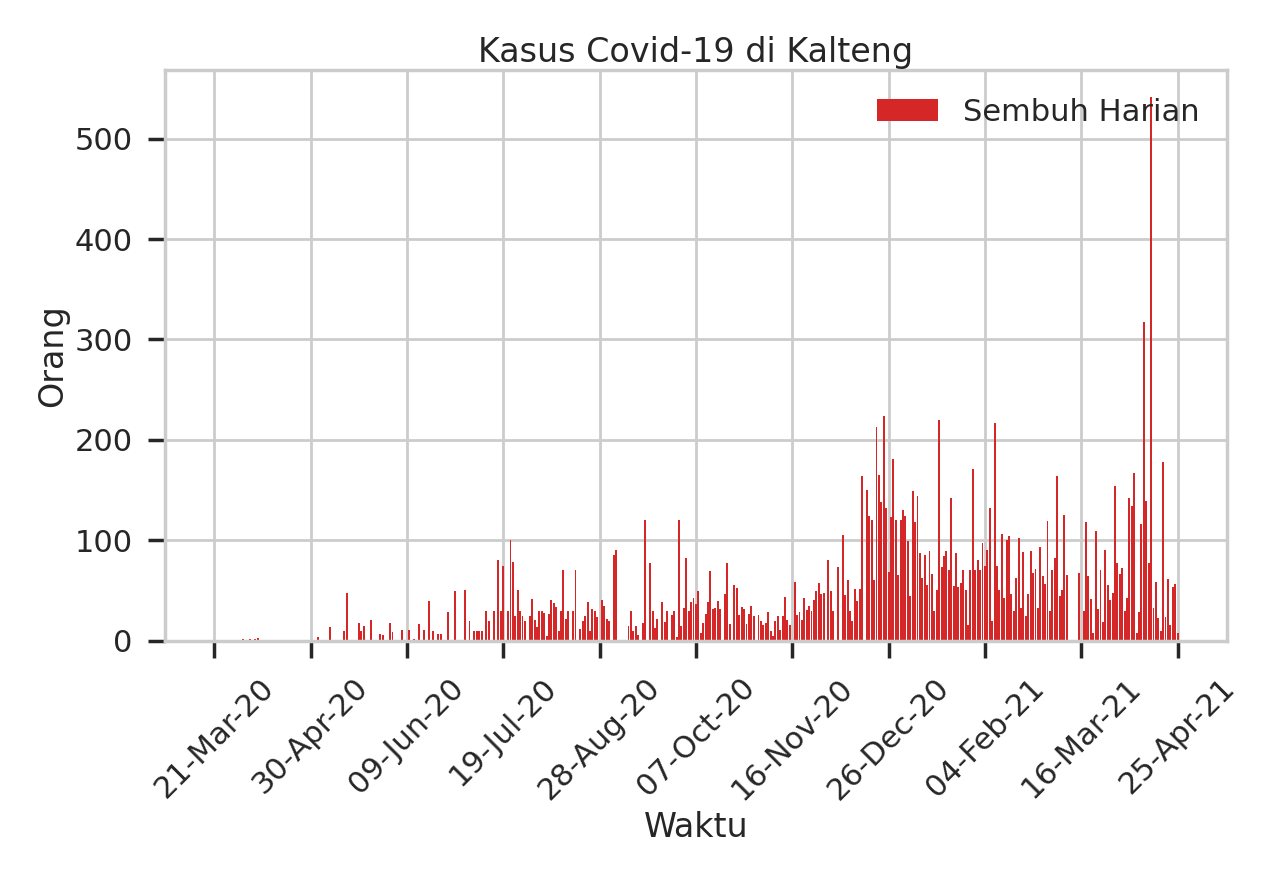 Kasus Covid-19 di Kalteng
Sembuh Harian
500
400
300
200
100
0
Orang
21-Mar-20
30-Apr-20
09-Jun-20
19-Jul-20
28-Aug-20
07-Oct-20
16-Nov-20
26-Dec-20
04-Feb-21
16-Mar-21
25-Apr-21
Waktu